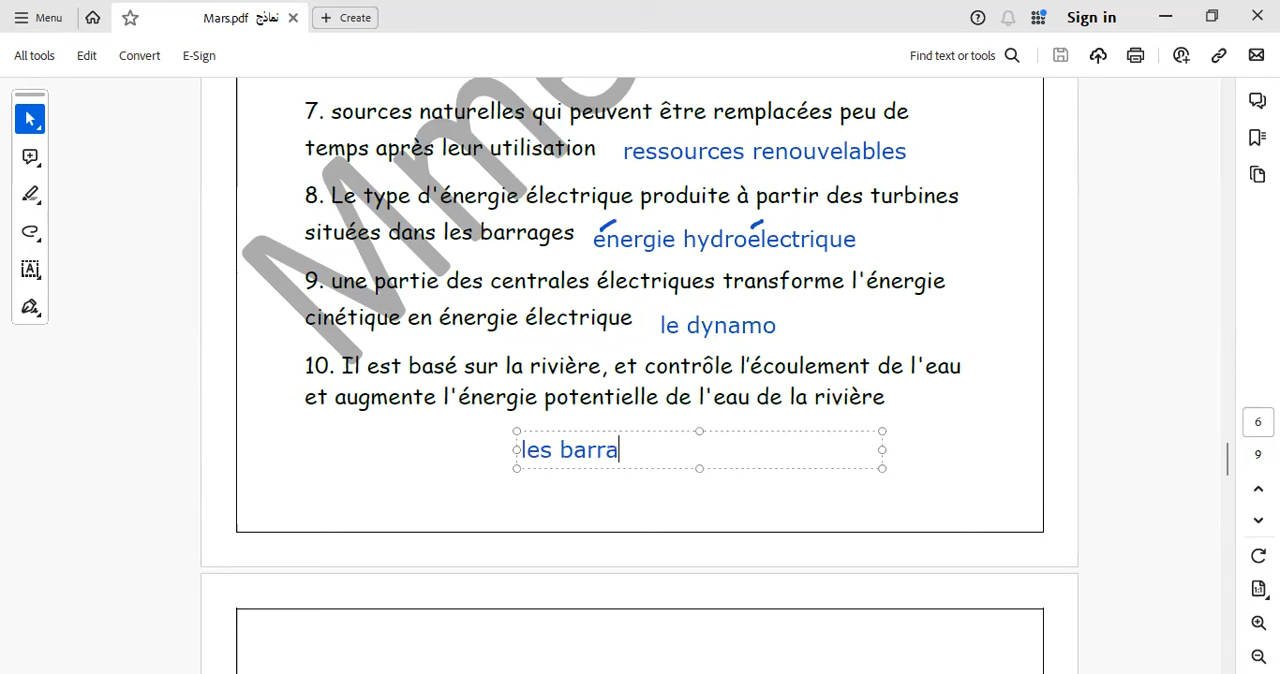 Menu
Mars.pdf نماذج
Create
Sign in
All tools
Edit
Convert
E-Sign
Find text or tools
Mme
7. sources naturelles qui peuvent être remplacées peu de
temps après leur utilisation ressources renouvelables
8. Le type d'énergie électrique produite à partir des turbines
situées dans les barrages énergie hydroélectrique
9. une partie des centrales électriques transforme l'énergie
cinétique en énergie électrique le dynamo
10. Il est basé sur la rivière, et contrôle l'écoulement de l'eau
et augmente l'énergie potentielle de l'eau de la rivière
les barra
6
9